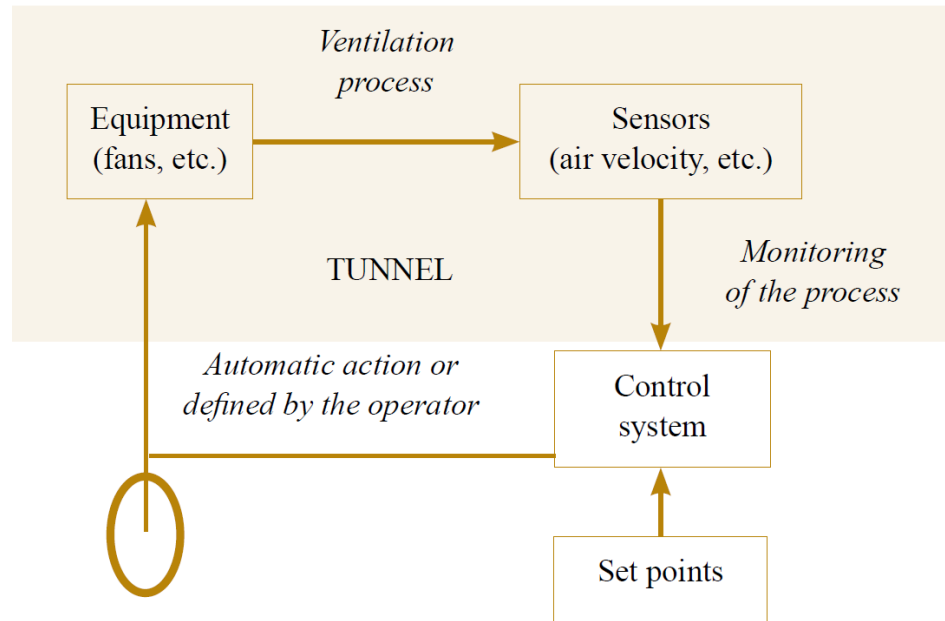 Ventilation
process
Equipment
(fans, etc.)
Sensors
(air velocity, etc.)
TUNNEL
Monitoring
of the process
Automatic action or
defined by the operator
Control
system
Set points